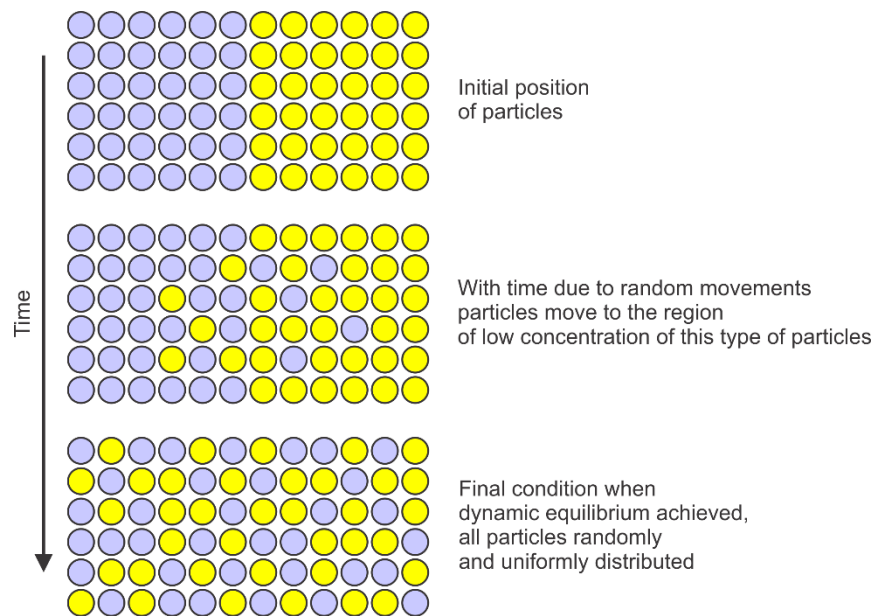 Time
Initial position
of particles
With time due to random movements
particles move to the region
of low concentration of this type of particles
Final condition when
dynamic equilibrium achieved,
all particles randomly
and uniformly distributed